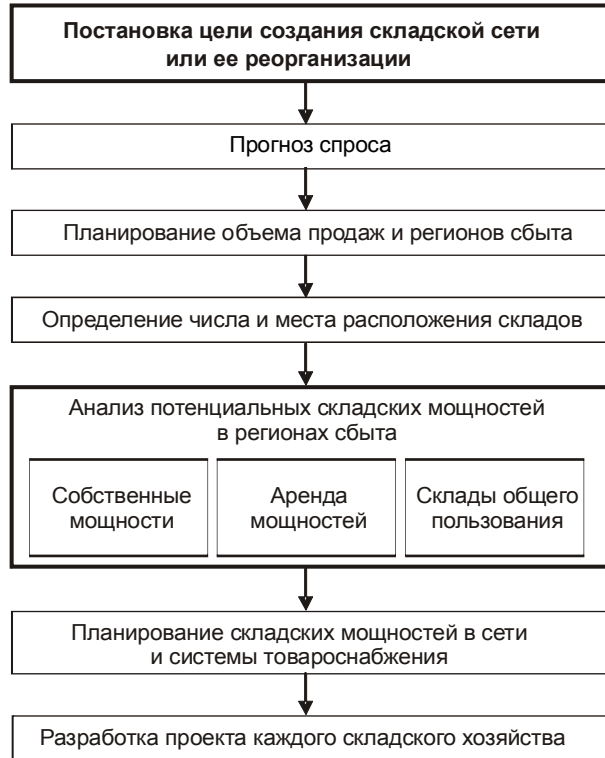 Постановка цели создания складской сети
или ее реорганизации
Прогноз спроса
Планирование объема продаж и регионов сбыта
Определение числа и места расположения складов
Анализ потенциальных складских мощностей
в регионах сбыта
Собственные
мощности
Аренда
мощностей
Склады общего
пользования
Планирование складских мощностей в сети
и системы товароснабжения
Разработка проекта каждого складского хозяйства